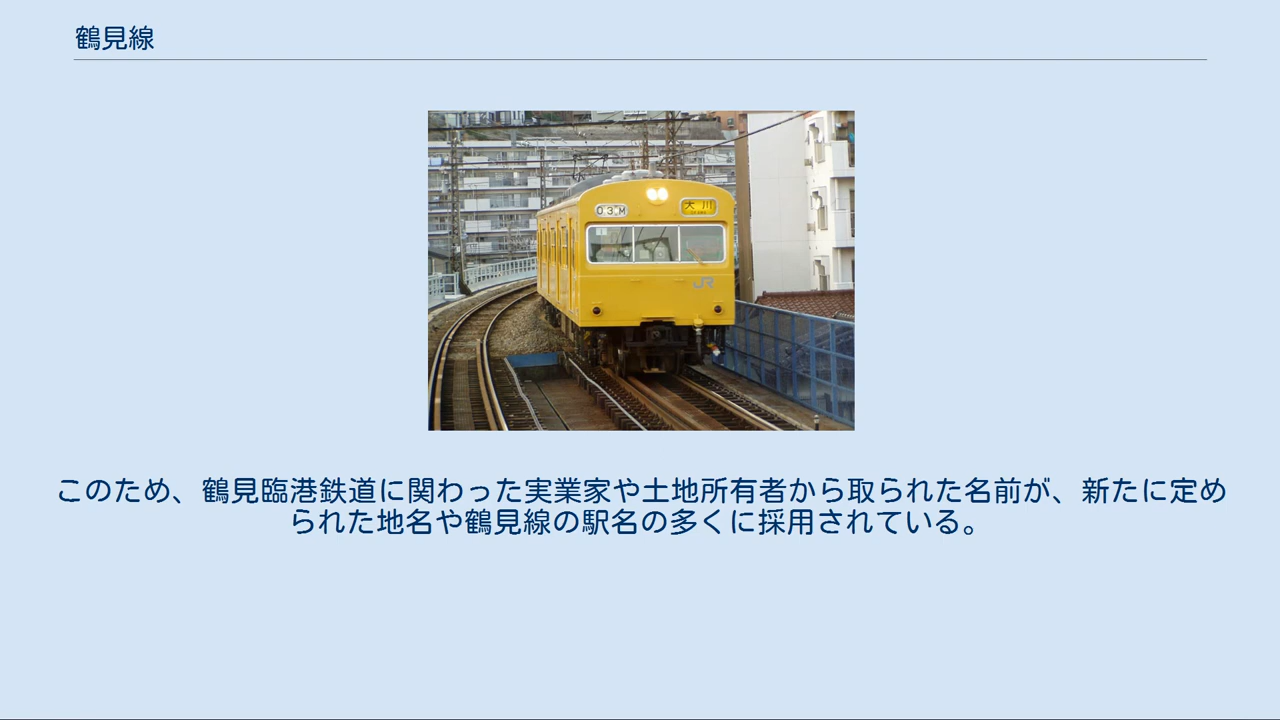 鶴見線
03M
大川
JR
このため、鶴見臨港鉄道に関わった実業家や土地所有者から取られた名前が、新たに定め
られた地名や鶴見線の駅名の多くに採用されている。